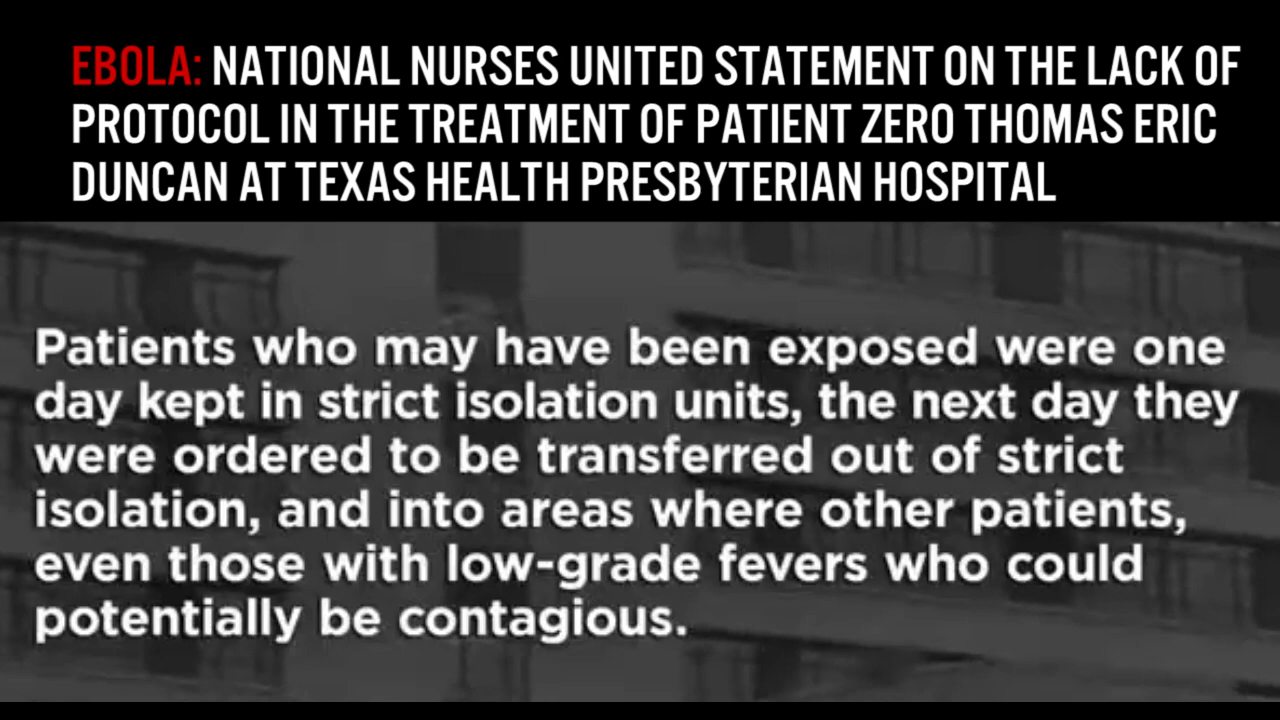 EBOLA: NATIONAL NURSES UNITED STATEMENT ON THE LACK OF
PROTOCOL IN THE TREATMENT OF PATIENT ZERO THOMAS ERIC
DUNCAN AT TEXAS HEALTH PRESBYTERIAN HOSPITAL
Patients who may have been exposed were one
day kept in strict isolation units, the next day they
were ordered to be transferred out of strict
isolation, and into areas where other patients,
even those with low-grade fevers who could
potentially be contagious.